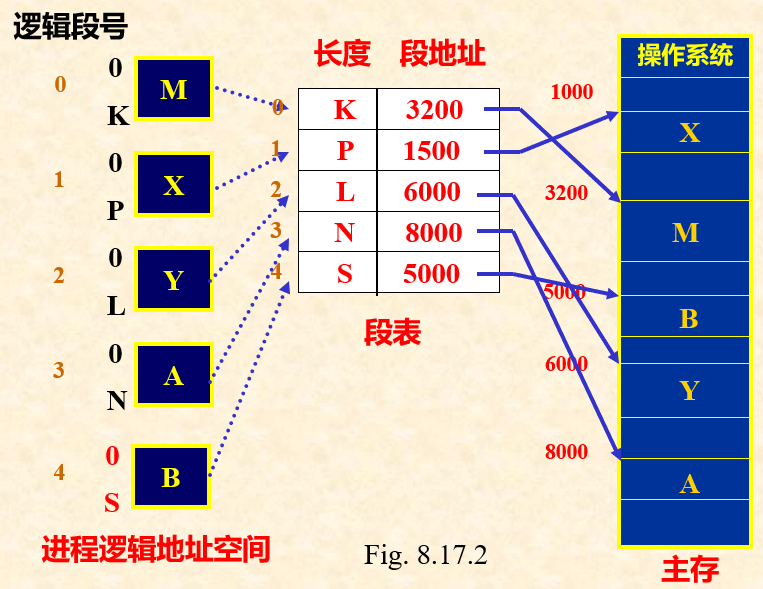 逻辑段号
0
0
K
M
1
0
P
X
2
0
L
Y
3
0
N
A
4
0
S
B
进程逻辑地址空间
长度 段地址
0 K 3200
1 P 1500
2 L 6000
3 N 8000
4 S 5000
段表
Fig. 8.17.2
操作系统
1000
X
3200
M
5000
B
6000
Y
8000
A
主存